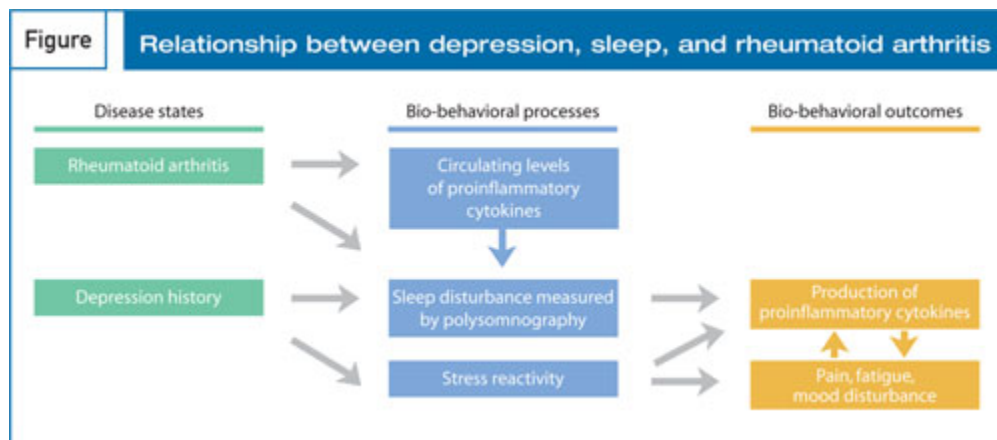 Figure
Relationship between depression, sleep, and rheumatoid arthritis
Disease states
Bio-behavioral processes
Bio-behavioral outcomes
Rheumatoid arthritis
Circulating levels
of proinflammatory
cytokines
Depression history
Sleep disturbance measured
by polysomnography
Production of
proinflammatory cytokines
Stress reactivity
Pain, fatigue,
mood disturbance